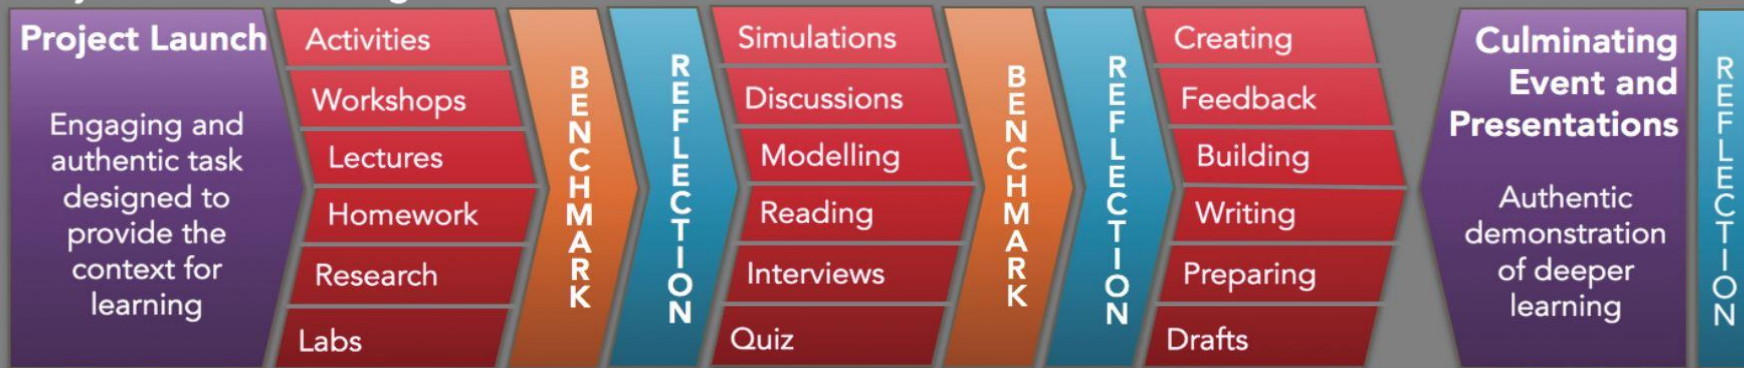 Project Launch
Engaging and
authentic task
designed to
provide the
context for
learning
Activities
Workshops
Lectures
Homework
Research
Labs
BENCHMARK
REFLECTION
Simulations
Discussions
Modelling
Reading
Interviews
Quiz
BENCHMARK
REFLECTION
Creating
Feedback
Building
Writing
Preparing
Drafts
Culminating
Event and
Presentations
Authentic
demonstration
of deeper
learning
REFLECTION